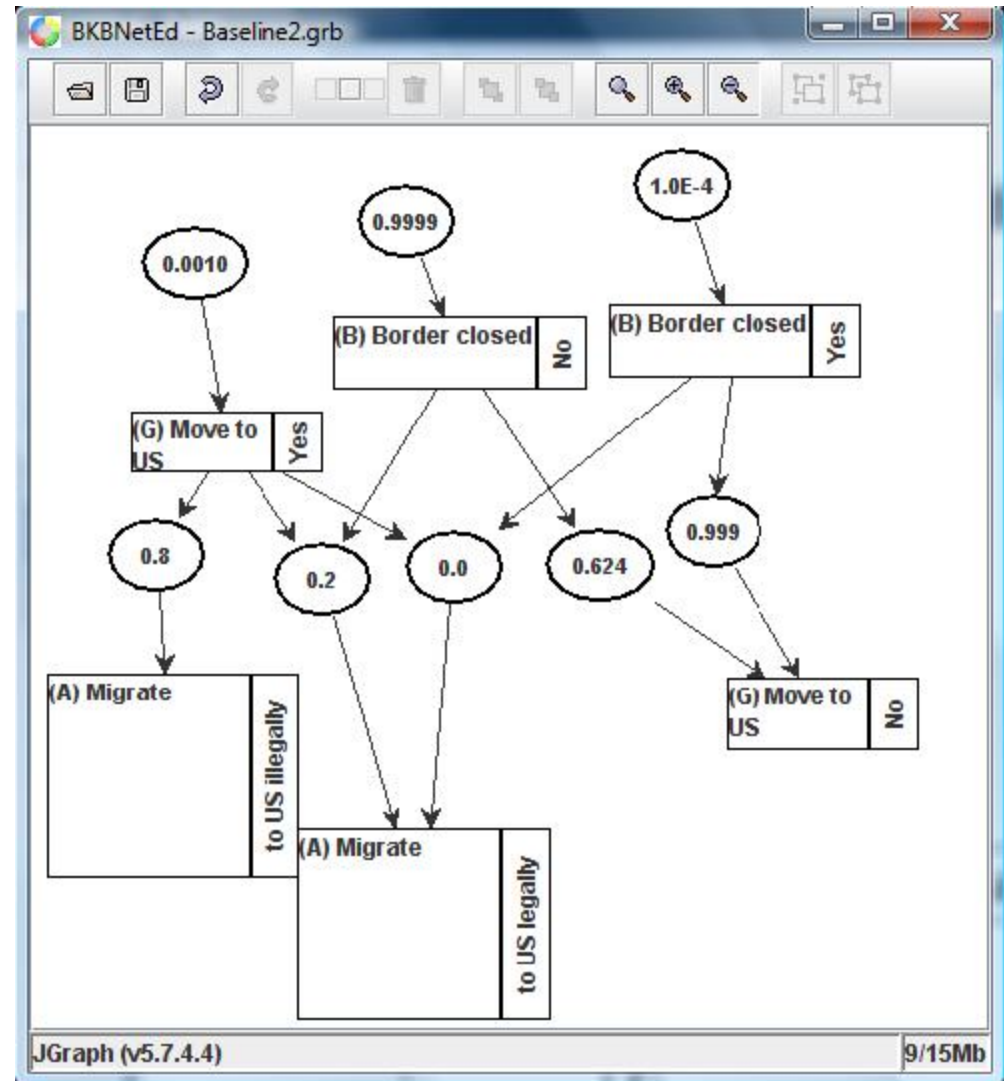 BKBNetEd - Baseline2.grb
1.0E-4
0.9999
0.0010
(B) Border closed
No
(B) Border closed
Yes
(G) Move to
US
Yes
0.8
0.2
0.0
0.624
0.999
(A) Migrate
to US illegally
(G) Move to
US
No
(A) Migrate
to US legally
JGraph (v5.7.4.4)
9/15Mb